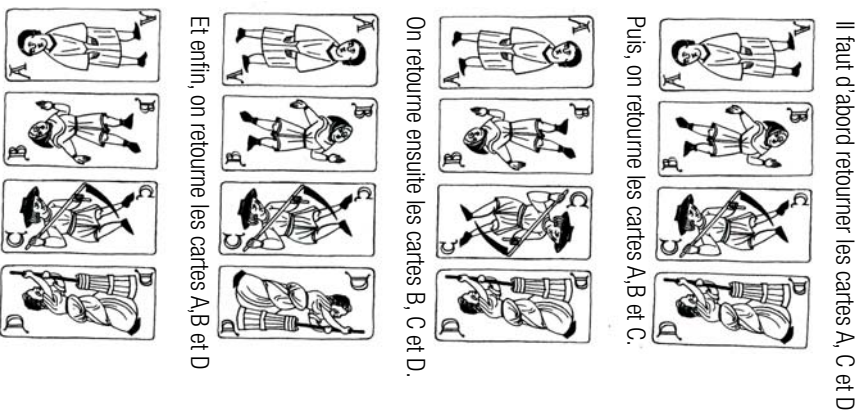 Il faut d'abord retourner les cartes A, C et D
A A B B C C D D
Puis, on retourne les cartes A,B et C.
A A B B C C D D
On retourne ensuite les cartes B, C et D.
A A B B C C D D
Et enfin, on retourne les cartes A,B et D
A A B B C C D D